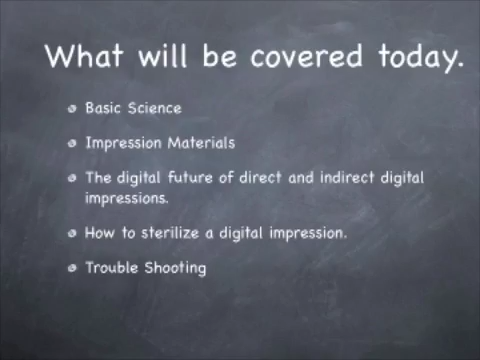 What will be covered today.
Basic Science
Impression Materials
The digital future of direct and indirect digital
impressions.
How to sterilize a digital impression.
Trouble Shooting